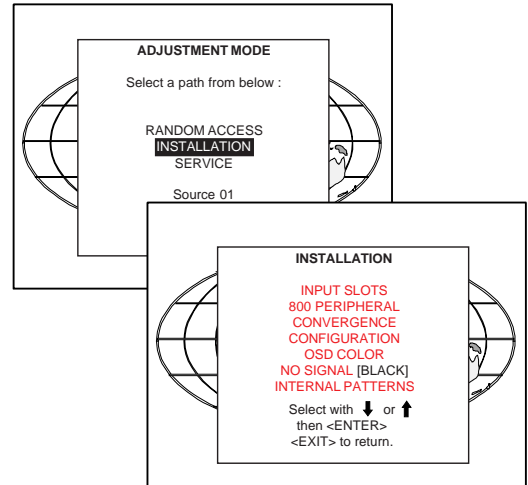 ADJUSTMENT MODE
Select a path from below :
RANDOM ACCESS
INSTALLATION
SERVICE
Source 01
INSTALLATION
INPUT SLOTS
800 PERIPHERAL
CONVERGENCE
CONFIGURATION
OSD COLOR
NO SIGNAL [BLACK]
INTERNAL PATTERNS
Select with ⬇ or ⬆
then <ENTER>
<EXIT> to return.